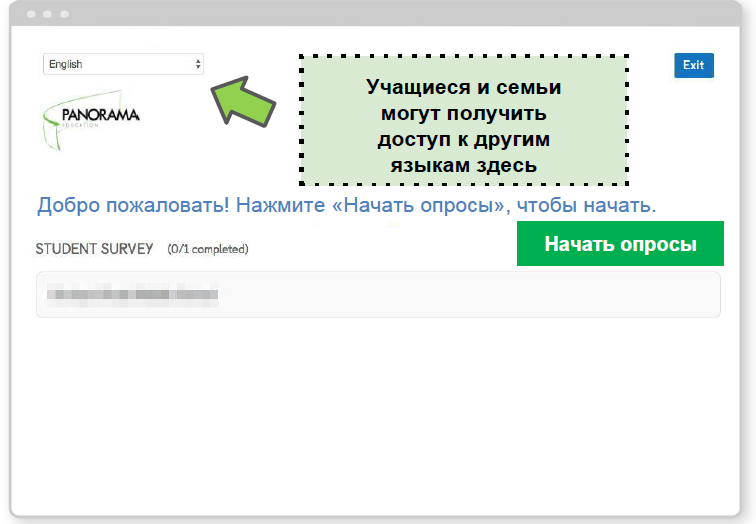 English
Exit
PANORAMA
EDUCATION
Учащиеся и семьи
могут получить
доступ к другим
языкам здесь
Добро пожаловать! Нажмите «Начать опросы», чтобы начать.
STUDENT SURVEY (0/1 completed)
Начать опросы